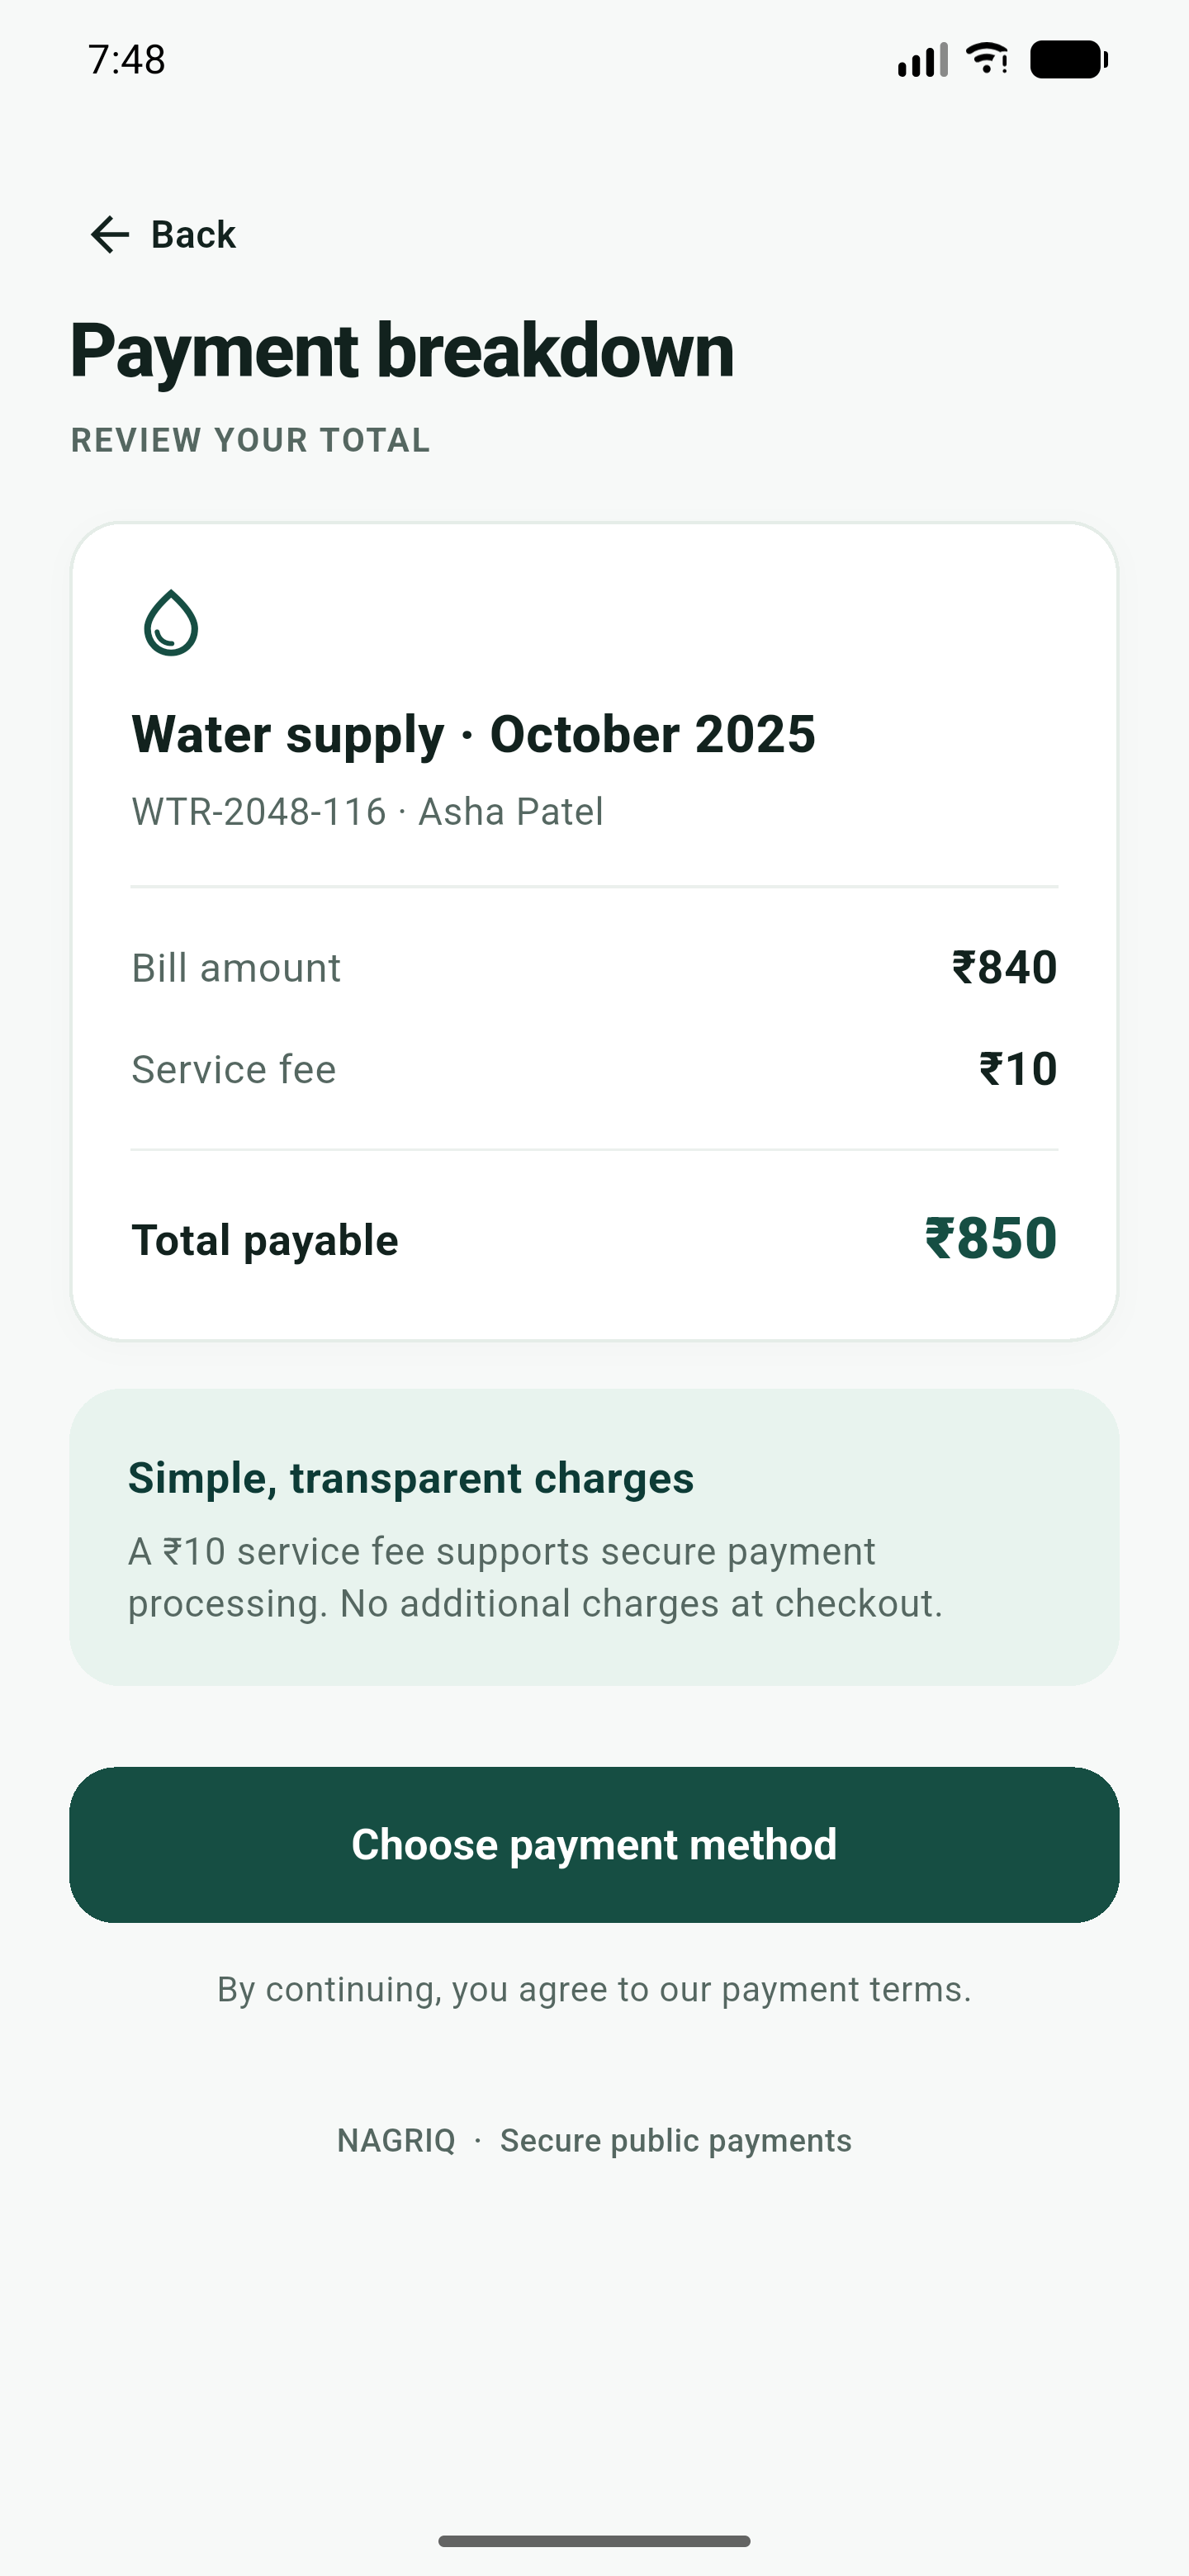 7:48
Back
Payment breakdown
REVIEW YOUR TOTAL
Water supply · October 2025
WTR-2048-116 · Asha Patel
Bill amount ₹840
Service fee ₹10
Total payable ₹850
Simple, transparent charges
A ₹10 service fee supports secure payment
processing. No additional charges at checkout.
Choose payment method
By continuing, you agree to our payment terms.
NAGRIQ · Secure public payments